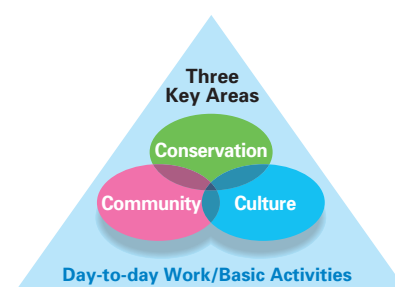 Three
Key Areas
Conservation
Community
Culture
Day-to-day Work/Basic Activities